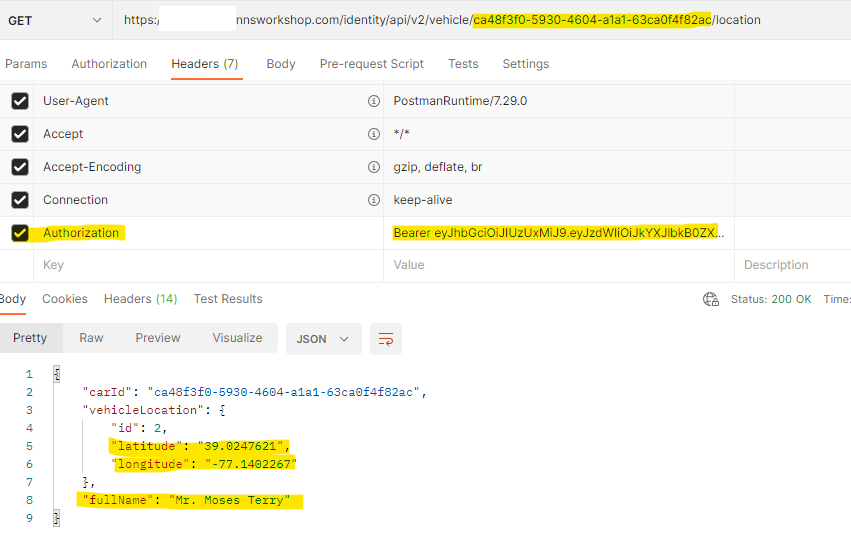 GET https: nnsworkshop.com/identity/api/v2/vehicle/ca48f3f0-5930-4604-a1a1-63ca0f4f82ac/location
Params Authorization Headers (7) Body Pre-request Script Tests Settings
User-Agent PostmanRuntime/7.29.0
Accept */*
Accept-Encoding gzip, deflate, br
Connection keep-alive
Authorization Bearer eyJhbGciOiJIUzUxMiJ9.eyJzdWIiOiJkYXJlbkB0ZX...
Key Value Description
Body Cookies Headers (14) Test Results Status: 200 OK Time:
Pretty Raw Preview Visualize JSON
1 {
2 "carId": "ca48f3f0-5930-4604-a1a1-63ca0f4f82ac",
3 "vehicleLocation": {
4 "id": 2,
5 "latitude": "39.0247621",
6 "longitude": "-77.1402267"
7 },
8 "fullName": "Mr. Moses Terry"
9 }